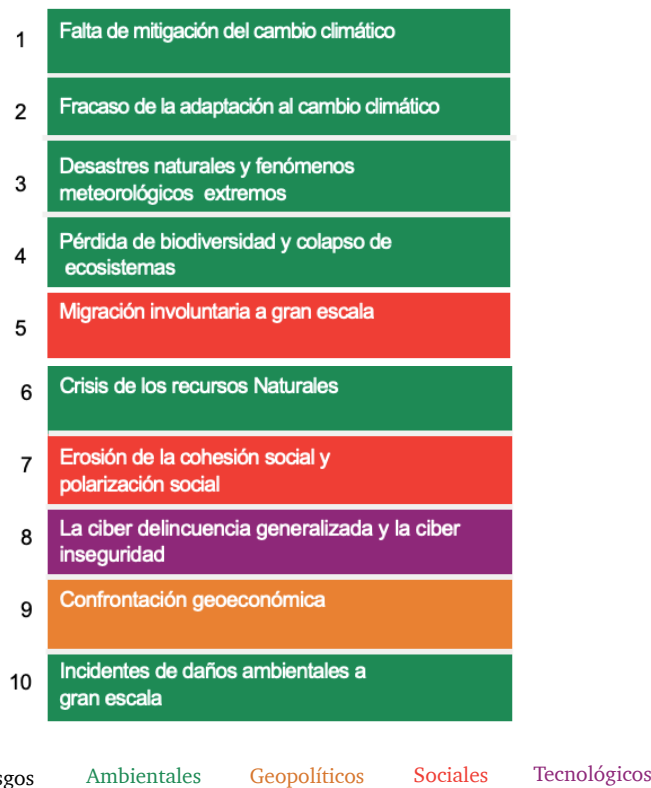 1 Falta de mitigación del cambio climático
2 Fracaso de la adaptación al cambio climático
3 Desastres naturales y fenómenos
meteorológicos extremos
4 Pérdida de biodiversidad y colapso de
ecosistemas
5 Migración involuntaria a gran escala
6 Crisis de los recursos Naturales
7 Erosión de la cohesión social y
polarización social
8 La ciber delincuencia generalizada y la ciber
inseguridad
9 Confrontación geoeconómica
10 Incidentes de daños ambientales a
gran escala
sgos Ambientales Geopolíticos Sociales Tecnológicos